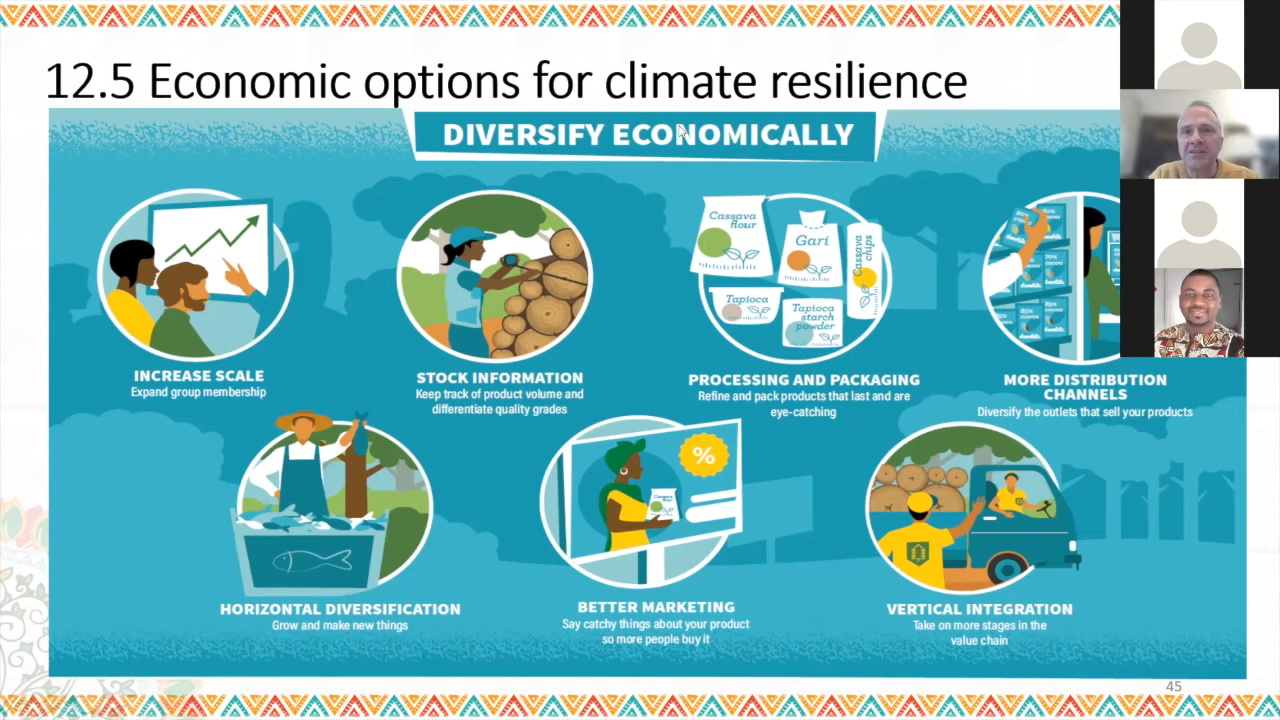 12.5 Economic options for climate resilience
DIVERSIFY ECONOMICALLY
Cassava
flour
Gari
Cassava
chips
Tapioca
Tapioca
starch
powder
INCREASE SCALE
Expand group membership
STOCK INFORMATION
Keep track of product volume and
differentiate quality grades
PROCESSING AND PACKAGING
Refine and pack products that last and are
eye-catching
MORE DISTRIBUTION
CHANNELS
Diversify the outlets that sell your products
%
HORIZONTAL DIVERSIFICATION
Grow and make new things
BETTER MARKETING
Say catchy things about your product
so more people buy it
VERTICAL INTEGRATION
Take on more stages in the
value chain
45